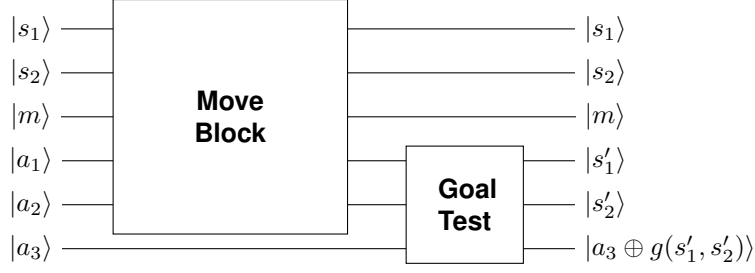 |s₁⟩ |s₁⟩
|s₂⟩ |s₂⟩
|m⟩ Move Block |m⟩
|a₁⟩ |s′₁⟩
|a₂⟩ Goal Test |s′₂⟩
|a₃⟩ |a₃ ⊕ g(s′₁, s′₂)⟩